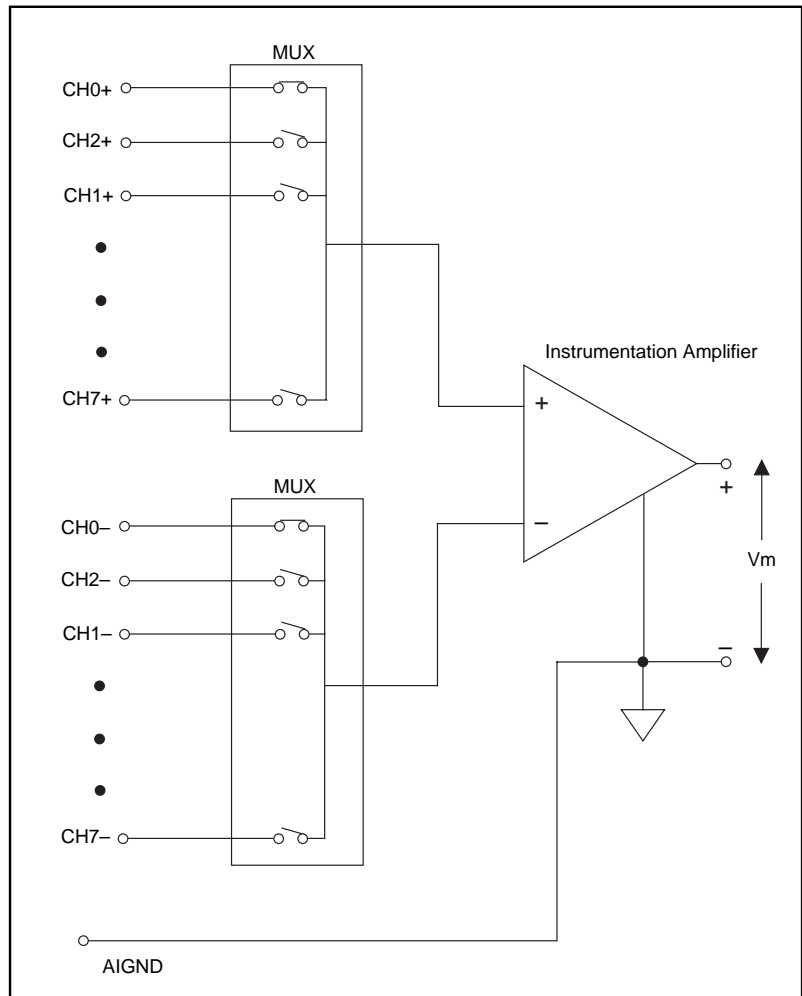 MUX
CH0+
CH2+
CH1+
CH7+
Instrumentation Amplifier
+
–
+
Vm
–
MUX
CH0–
CH2–
CH1–
CH7–
AIGND